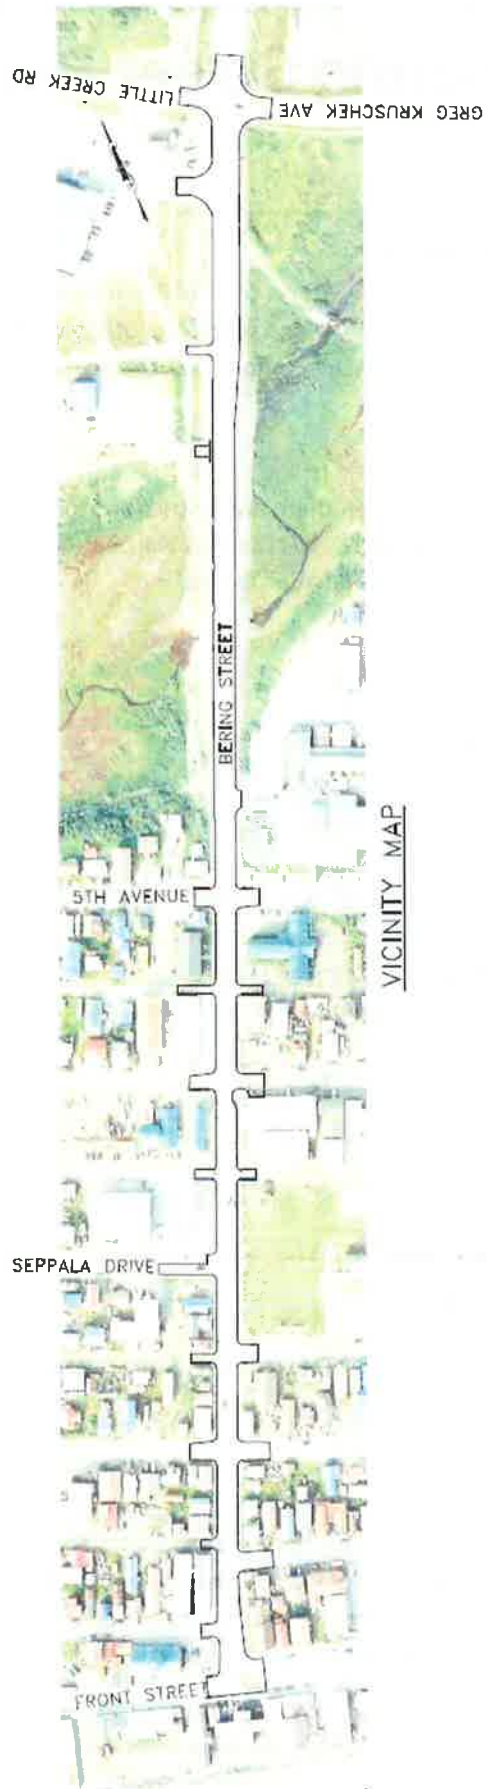 LITTLE CREEK RD
GREG KRUSCHEK AVE
BERING STREET
VICINITY MAP
5TH AVENUE
SEPPALA DRIVE
FRONT STREET